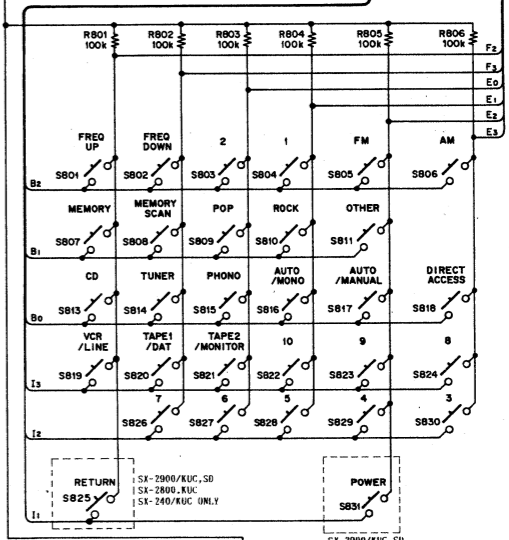 R801 R802 R803 R804 R805 R806
100k 100k 100k 100k 100k 100k
F2
F3
E0
E1
E2
E3
FREQ UP FREQ DOWN 2 1 FM AM
S801 S802 S803 S804 S805 S806
B2
MEMORY MEMORY SCAN POP ROCK OTHER
S807 S808 S809 S810 S811
B1
CD TUNER PHONO AUTO /MONO AUTO /MANUAL DIRECT ACCESS
S813 S814 S815 S816 S817 S818
B0
VCR /LINE TAPE1 /DAT TAPE2 /MONITOR 10 9 8
S819 S820 S821 S822 S823 S824
I3
7 6 5 4 3
S826 S827 S828 S829 S830
I2
RETURN
S825
SX-2900/KUC,SD
SX-2800,KUC
SX-240/KUC ONLY
POWER
S831
I1
SX-2900/KUC,SD